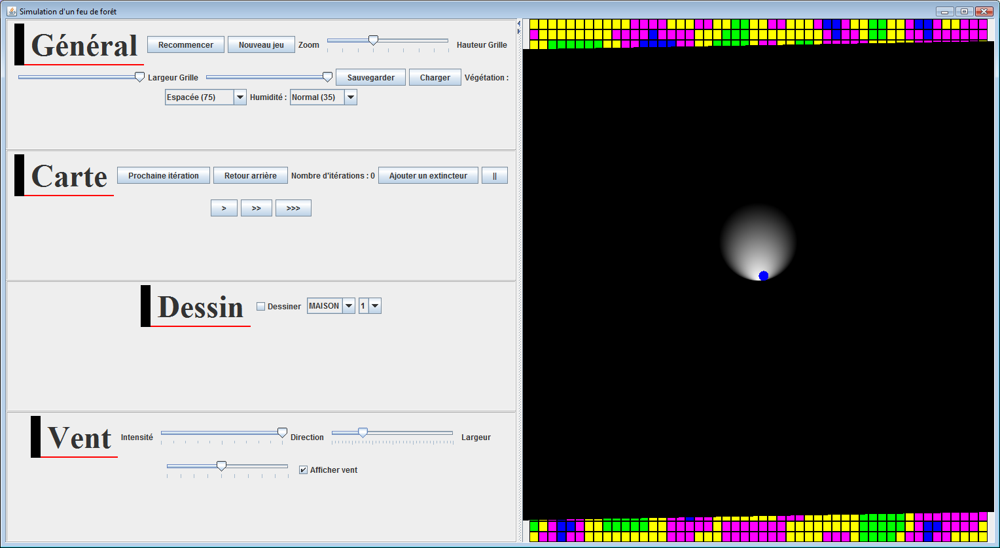 Simulation d'un feu de forêt
Général Recommencer Nouveau jeu Zoom Hauteur Grille
Largeur Grille Sauvegarder Charger Végétation :
Espacée (75) Humidité : Normal (35)
Carte Prochaine itération Retour arrière Nombre d'itérations : 0 Ajouter un extincteur ||
> >> >>>
Dessin Dessiner MAISON 1
Vent Intensité Direction Largeur
Afficher vent